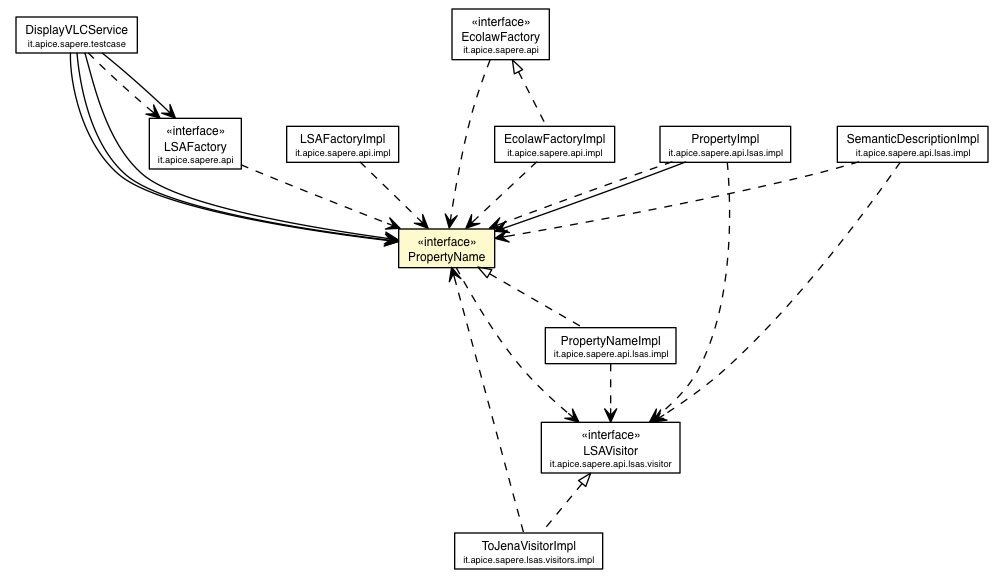 DisplayVLCService
it.apice.sapere.testcase
«interface»
EcolawFactory
it.apice.sapere.api
«interface»
LSAFactory
it.apice.sapere.api
LSAFactoryImpl
it.apice.sapere.api.impl
EcolawFactoryImpl
it.apice.sapere.api.impl
PropertyImpl
it.apice.sapere.api.lsas.impl
SemanticDescriptionImpl
it.apice.sapere.api.lsas.impl
«interface»
PropertyName
PropertyNameImpl
it.apice.sapere.api.lsas.impl
«interface»
LSAVisitor
it.apice.sapere.api.lsas.visitor
ToJenaVisitorImpl
it.apice.sapere.lsas.visitors.impl